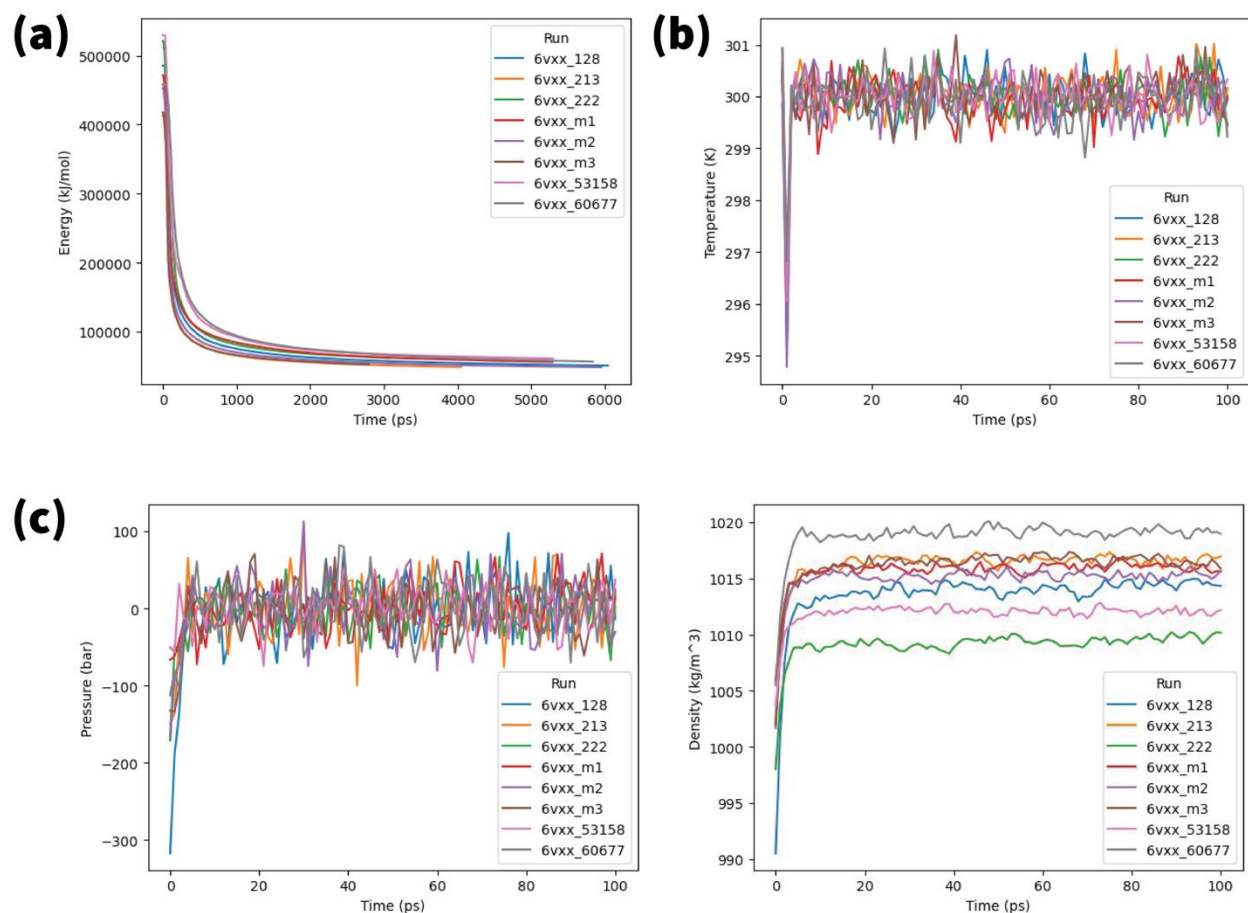 (a)
500000
400000
300000
200000
100000
Energy (kJ/mol)
0
1000
2000
3000
4000
5000
6000
Time (ps)
Run
6vxx_128
6vxx_213
6vxx_222
6vxx_m1
6vxx_m2
6vxx_m3
6vxx_53158
6vxx_60677
(b)
301
300
299
298
297
296
295
Temperature (K)
0
20
40
60
80
100
Time (ps)
Run
6vxx_128
6vxx_213
6vxx_222
6vxx_m1
6vxx_m2
6vxx_m3
6vxx_53158
6vxx_60677
(c)
100
0
−100
−200
−300
Pressure (bar)
0
20
40
60
80
100
Time (ps)
Run
6vxx_128
6vxx_213
6vxx_222
6vxx_m1
6vxx_m2
6vxx_m3
6vxx_53158
6vxx_60677
1020
1015
1010
1005
1000
995
990
Density (kg/m^3)
0
20
40
60
80
100
Time (ps)
Run
6vxx_128
6vxx_213
6vxx_222
6vxx_m1
6vxx_m2
6vxx_m3
6vxx_53158
6vxx_60677